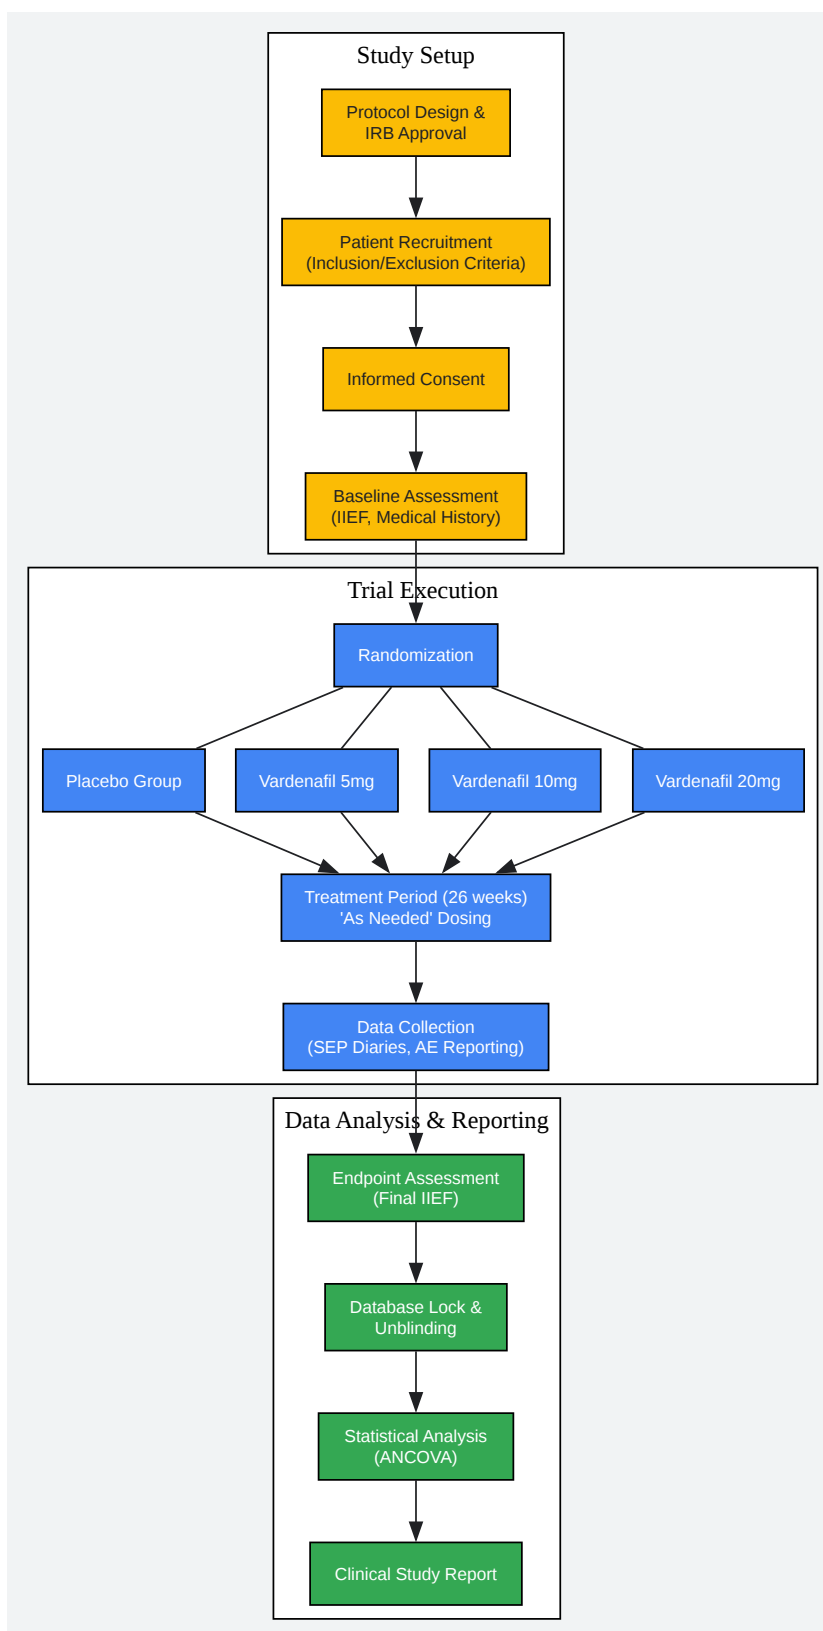 Study Setup
Protocol Design &
IRB Approval
Patient Recruitment
(Inclusion/Exclusion Criteria)
Informed Consent
Baseline Assessment
(IIEF, Medical History)
Trial Execution
Randomization
Placebo Group
Vardenafil 5mg
Vardenafil 10mg
Vardenafil 20mg
Treatment Period (26 weeks)
'As Needed' Dosing
Data Collection
(SEP Diaries, AE Reporting)
Data Analysis & Reporting
Endpoint Assessment
(Final IIEF)
Database Lock &
Unblinding
Statistical Analysis
(ANCOVA)
Clinical Study Report